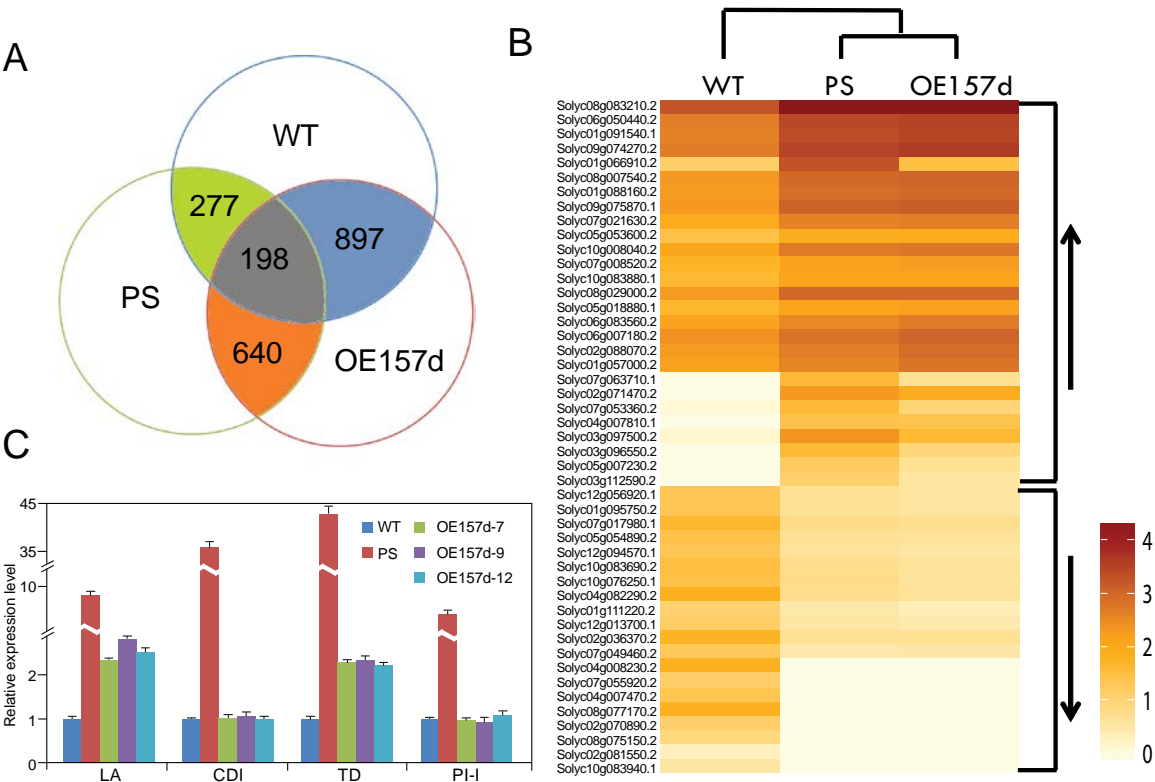 A
WT
277
198
897
PS
640
OE157d
B
WT PS OE157d
Solyc08g083210.2
Solyc06g050440.2
Solyc01g091540.1
Solyc09g074270.2
Solyc01g066910.2
Solyc08g007540.2
Solyc01g088160.2
Solyc09g075870.1
Solyc07g021630.2
Solyc05g053600.2
Solyc10g008040.2
Solyc07g008520.2
Solyc10g083880.1
Solyc08g029000.2
Solyc05g018880.1
Solyc06g083560.2
Solyc06g007180.2
Solyc02g088070.2
Solyc01g057000.2
Solyc07g063710.1
Solyc02g071470.2
Solyc07g053360.2
Solyc04g007810.1
Solyc03g097500.2
Solyc03g096550.2
Solyc05g007230.2
Solyc03g112590.2
Solyc12g056920.1
Solyc01g095750.2
Solyc07g017980.1
Solyc05g054890.2
Solyc12g094570.1
Solyc10g083690.2
Solyc10g076250.1
Solyc04g082290.2
Solyc01g111220.2
Solyc12g013700.1
Solyc02g036370.2
Solyc07g049460.2
Solyc04g008230.2
Solyc07g055920.2
Solyc04g007470.2
Solyc08g077170.2
Solyc02g070890.2
Solyc08g075150.2
Solyc02g081550.2
Solyc10g083940.1
4
3
2
1
0
C
Relative expression level
45
35
10
2
1
0
WT OE157d-7
PS OE157d-9
OE157d-12
LA CDI TD PI-I